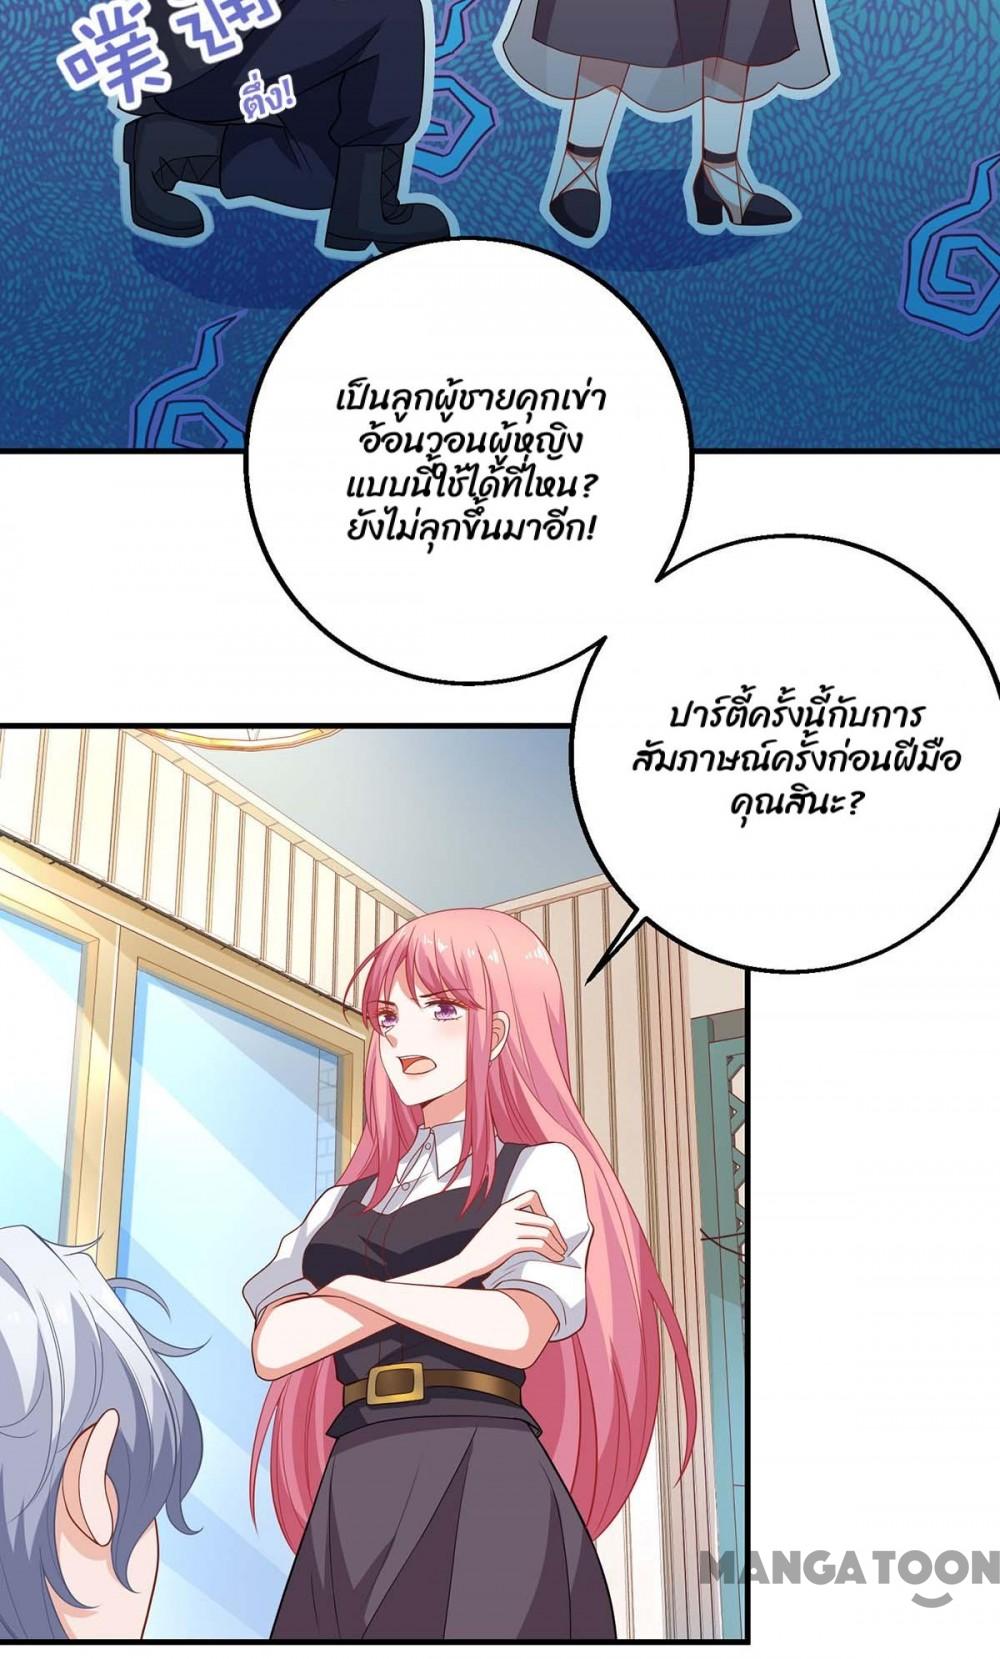 噗通
ตึ่ง!
เป็นลูกผู้ชายคุกเข่า
อ้อนวอนผู้หญิง
แบบนี้ใช้ได้ที่ไหน?
ยังไม่ลุกขึ้นมาอีก!
ปาร์ตี้ครั้งนี้กับการ
สัมภาษณ์ครั้งก่อนฝีมือ
คุณสินะ?
MANGATOON